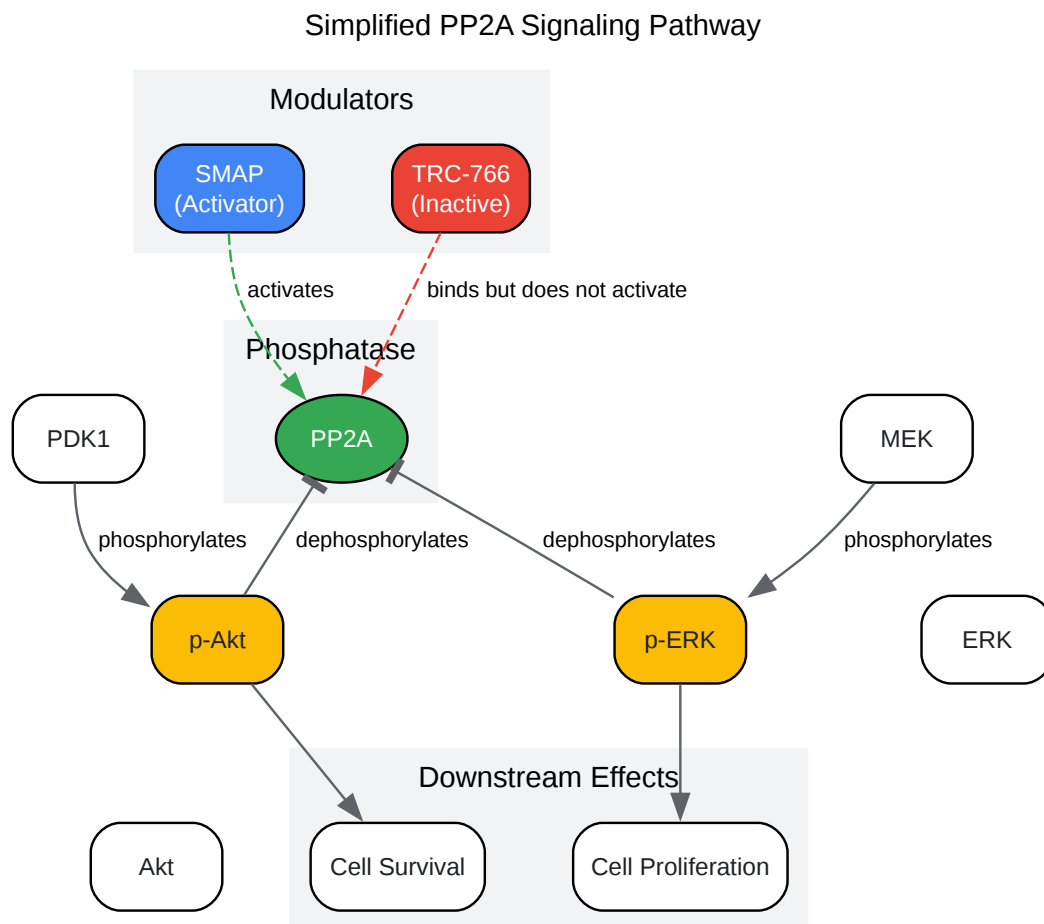 Simplified PP2A Signaling Pathway
Modulators
SMAP
(Activator)
TRC-766
(Inactive)
activates
binds but does not activate
Phosphatase
PDK1
PP2A
MEK
phosphorylates
dephosphorylates
dephosphorylates
phosphorylates
p-Akt
p-ERK
ERK
Downstream Effects
Akt
Cell Survival
Cell Proliferation